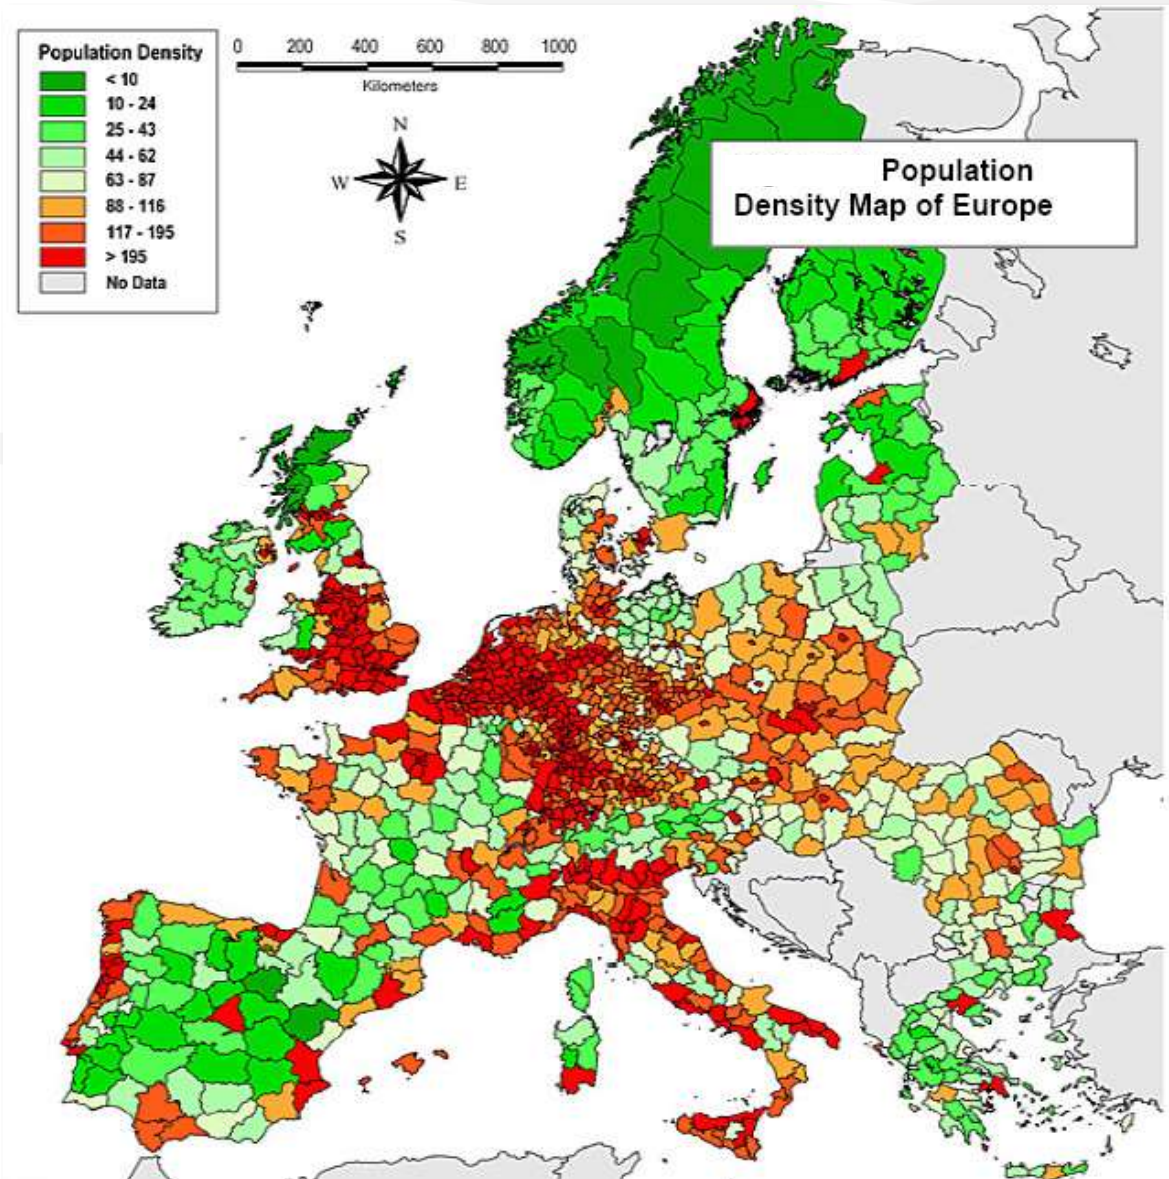 Population Density
< 10
10 - 24
25 - 43
44 - 62
63 - 87
88 - 116
117 - 195
> 195
No Data
0 200 400 600 800 1000
Kilometers
N
W E
S
Population
Density Map of Europe